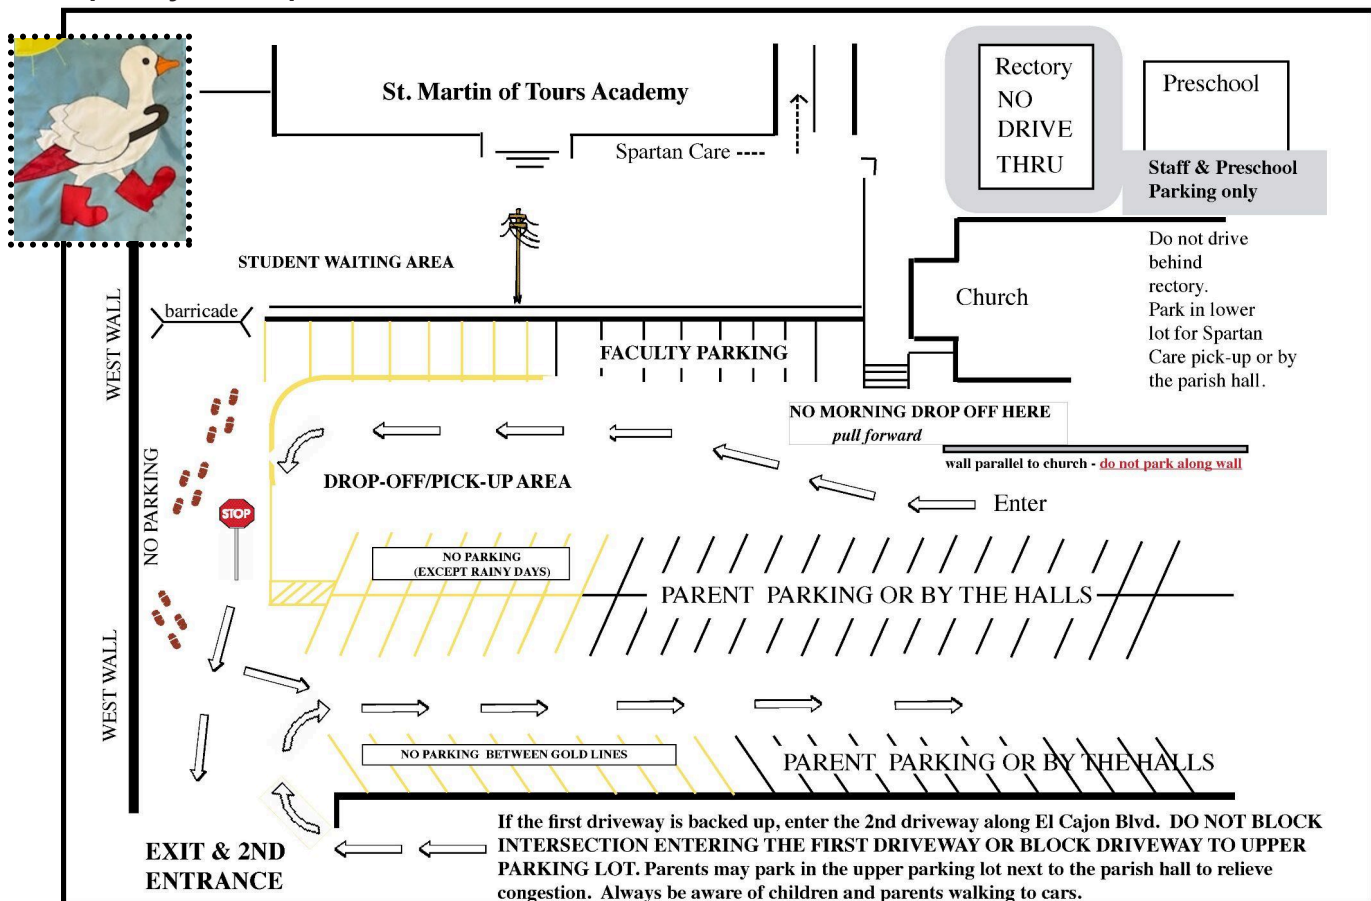 St. Martin of Tours Academy
Spartan Care
Rectory
NO
DRIVE
THRU
Preschool
Staff & Preschool
Parking only
Do not drive
behind
rectory.
Park in lower
lot for Spartan
Care pick-up or by
the parish hall.
STUDENT WAITING AREA
Church
WEST WALL
barricade
FACULTY PARKING
NO MORNING DROP OFF HERE
pull forward
wall parallel to church - do not park along wall
NO PARKING
DROP-OFF/PICK-UP AREA
Enter
STOP
NO PARKING
(EXCEPT RAINY DAYS)
PARENT PARKING OR BY THE HALLS
WEST WALL
NO PARKING BETWEEN GOLD LINES
PARENT PARKING OR BY THE HALLS
EXIT & 2ND
ENTRANCE
If the first driveway is backed up, enter the 2nd driveway along El Cajon Blvd. DO NOT BLOCK
INTERSECTION ENTERING THE FIRST DRIVEWAY OR BLOCK DRIVEWAY TO UPPER
PARKING LOT. Parents may park in the upper parking lot next to the parish hall to relieve
congestion. Always be aware of children and parents walking to cars.